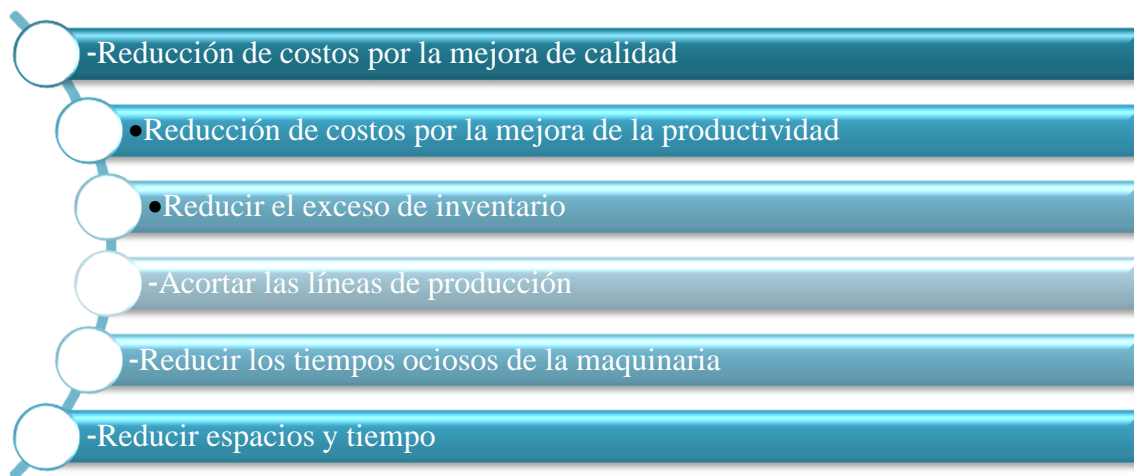 -Reducción de costos por la mejora de calidad
•Reducción de costos por la mejora de la productividad
•Reducir el exceso de inventario
-Acortar las líneas de producción
-Reducir los tiempos ociosos de la maquinaria
-Reducir espacios y tiempo